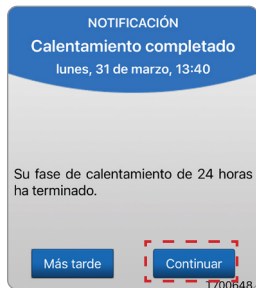 NOTIFICACIÓN
Calentamiento completado
lunes, 31 de marzo, 13:40
Su fase de calentamiento de 24 horas
ha terminado.
Más tarde
Continuar
1700648